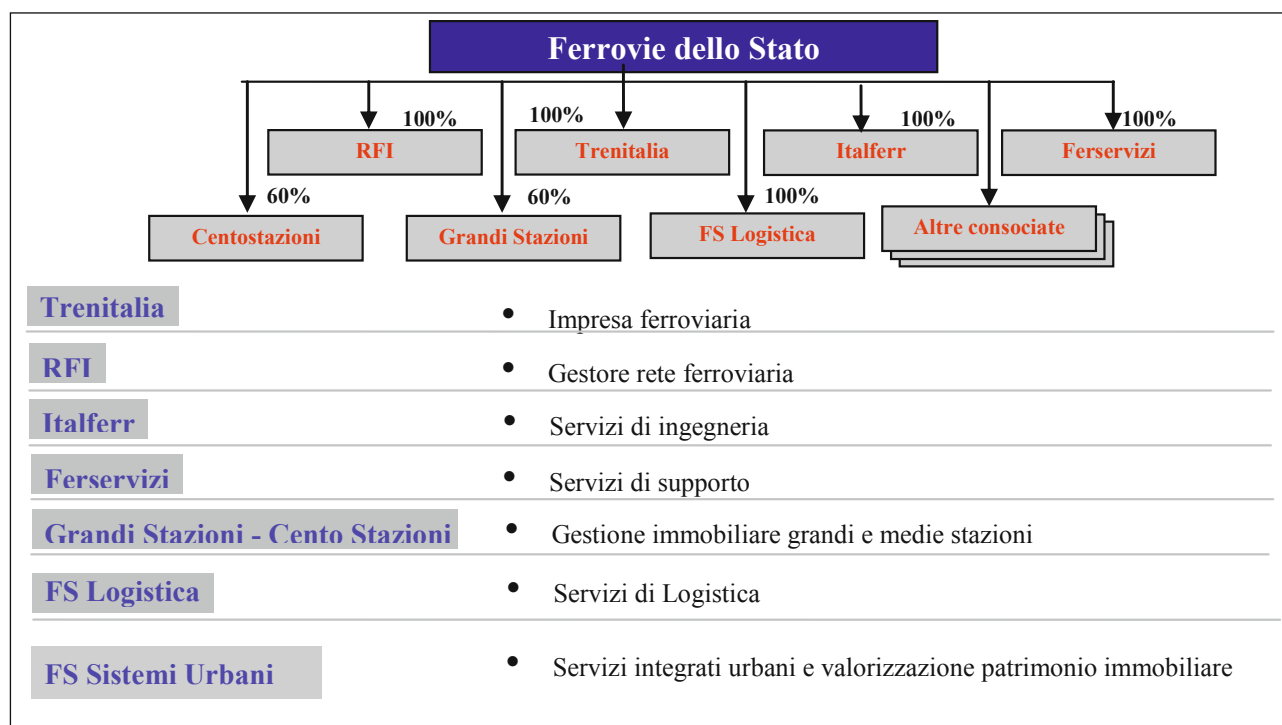 Ferrovie dello Stato
100% 100% 100% 100%
RFI Trenitalia Italferr Ferservizi
60% 60% 100%
Centostazioni Grandi Stazioni FS Logistica Altre consociate
Trenitalia • Impresa ferroviaria
RFI • Gestore rete ferroviaria
Italferr • Servizi di ingegneria
Ferservizi • Servizi di supporto
Grandi Stazioni - Cento Stazioni • Gestione immobiliare grandi e medie stazioni
FS Logistica • Servizi di Logistica
FS Sistemi Urbani • Servizi integrati urbani e valorizzazione patrimonio immobiliare